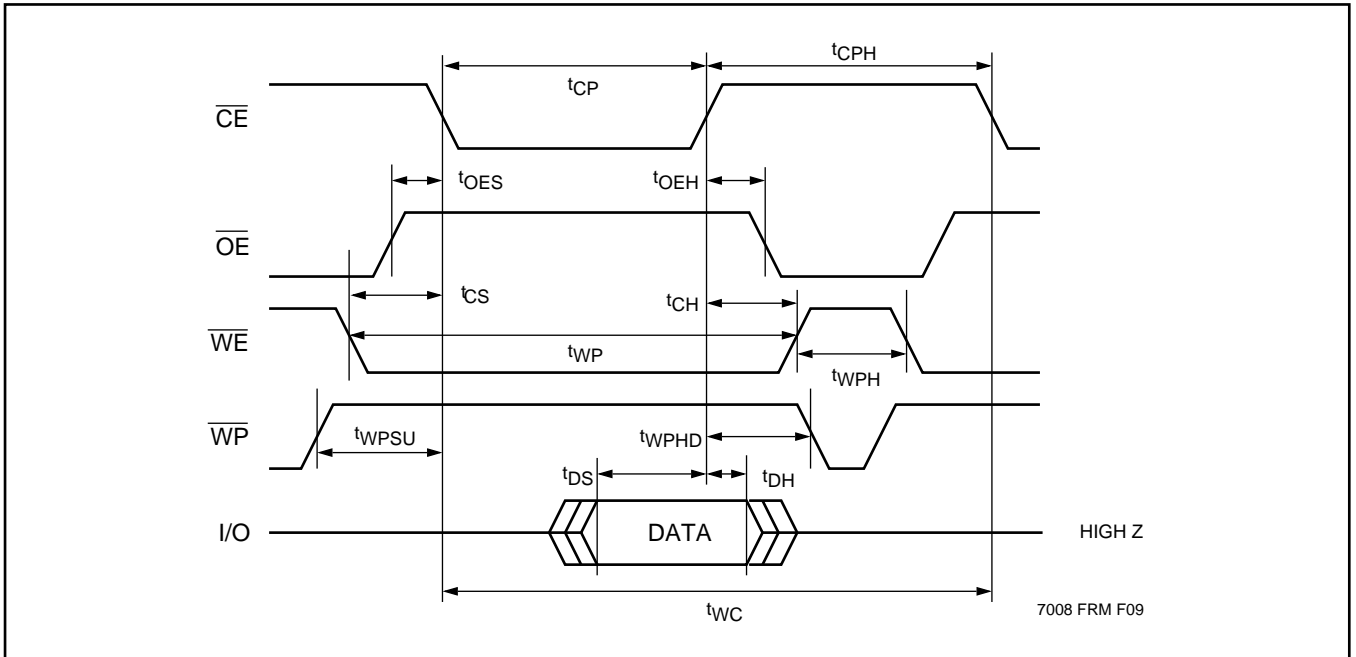 tCPH
tCP
CE
tOES
tOEH
OE
tCS
tCH
WE
tWP
tWPH
WP
tWPSU
tWPHD
tDS
tDH
I/O
DATA
HIGH Z
tWC
7008 FRM F09